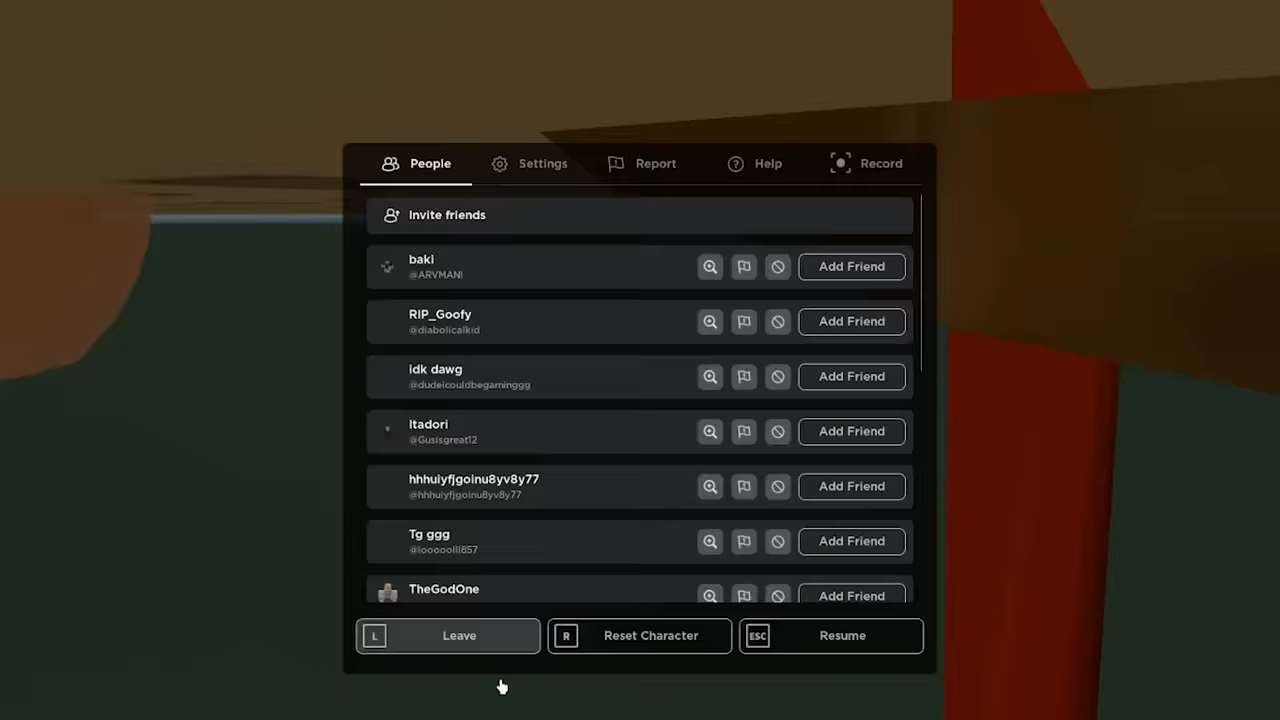 People
Settings
Report
Help
Record
Invite friends
baki
@ARVMANI
Add Friend
RIP_Goofy
@diabolicalkid
Add Friend
idk dawg
@dudeicouldbegaminggg
Add Friend
Itadori
@Gusisgreat12
Add Friend
hhhuiyfjgoinu8yv8y77
@hhhuiyfjgoinu8yv8y77
Add Friend
Tg ggg
@looooolll857
Add Friend
TheGodOne
Add Friend
L Leave
R Reset Character
ESC Resume